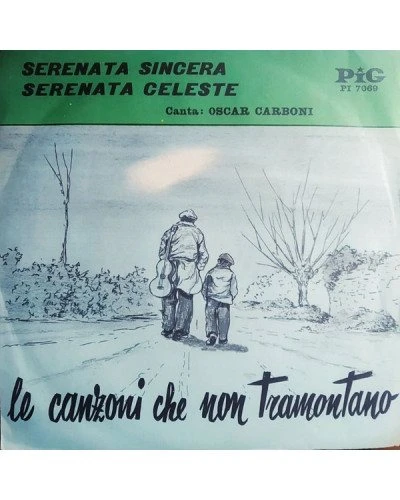 SERENATA SINCERA
SERENATA CELESTE
Canta: OSCAR CARBONI
PiG
PI 7069
le canzoni che non tramontano